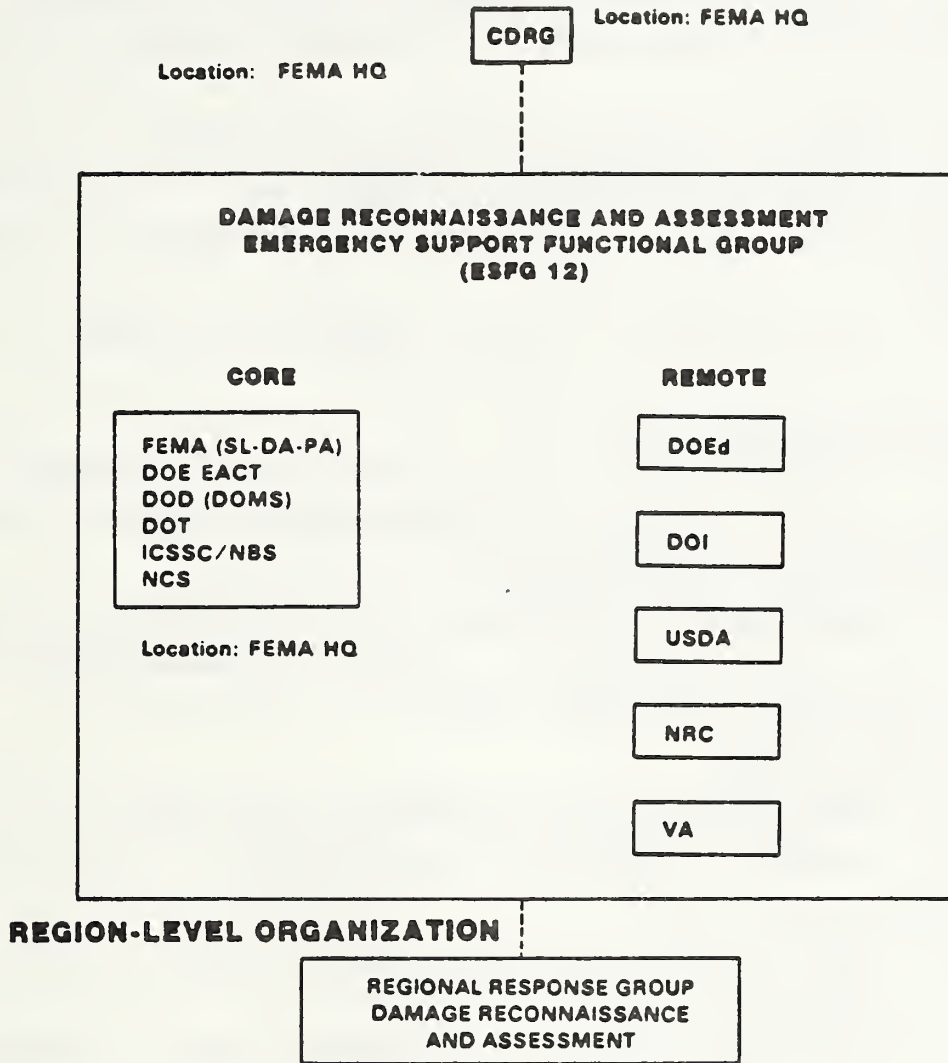 CDRG
Location: FEMA HQ
Location: FEMA HQ
DAMAGE RECONNAISSANCE AND ASSESSMENT
EMERGENCY SUPPORT FUNCTIONAL GROUP
(ESFG 12)
CORE
FEMA (SL-DA-PA)
DOE EACT
DOD (DOMS)
DOT
ICSSC/NBS
NCS
Location: FEMA HQ
REMOTE
DOEd
DOI
USDA
NRC
VA
REGION-LEVEL ORGANIZATION
REGIONAL RESPONSE GROUP
DAMAGE RECONNAISSANCE
AND ASSESSMENT